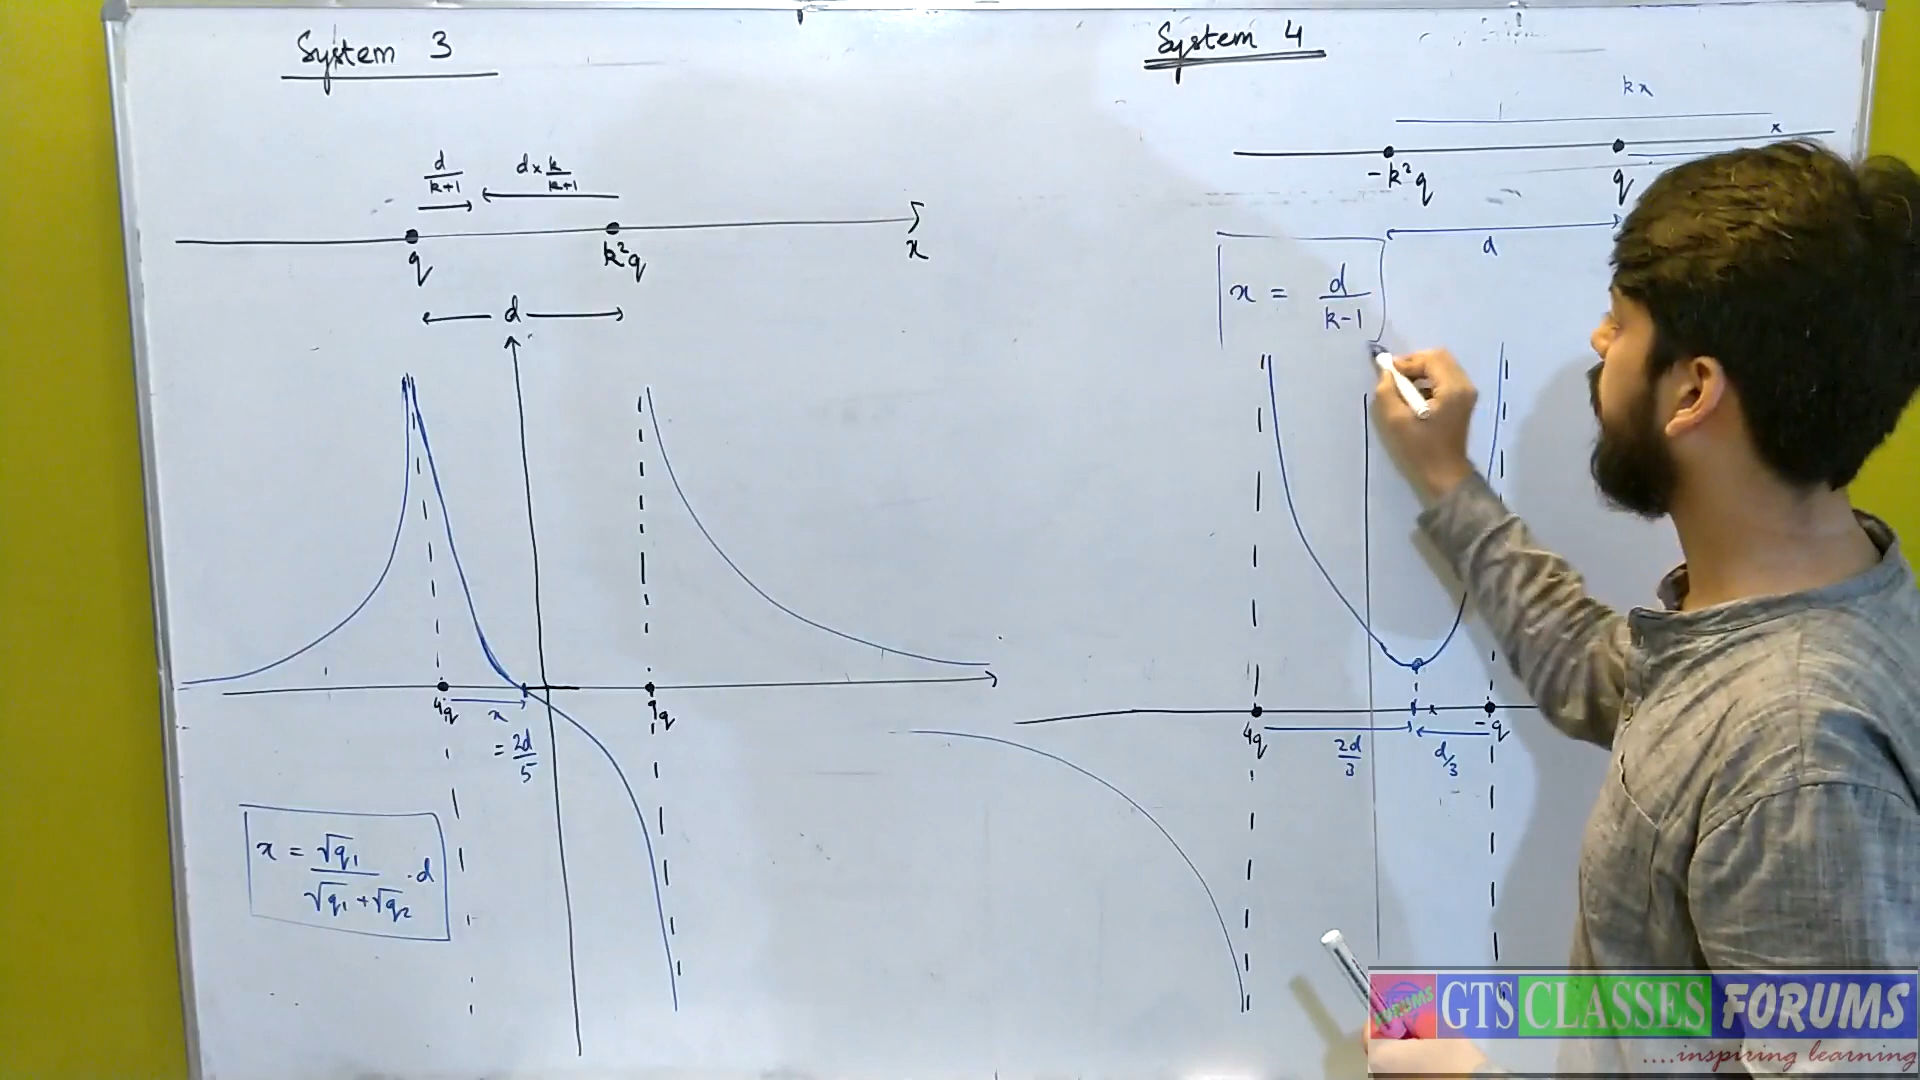 System 3
d/(k+1)
d × k/(k+1)
q
k²q
x
d
4q
x
= 2d/5
9q
x = √q₁/(√q₁ + √q₂) . d
System 4
kx
x
-k²q
q
d
x = d/(k-1)
4q
x
-q
2d/3
d/3
FORUMS
GTS CLASSES FORUMS
....inspiring learning